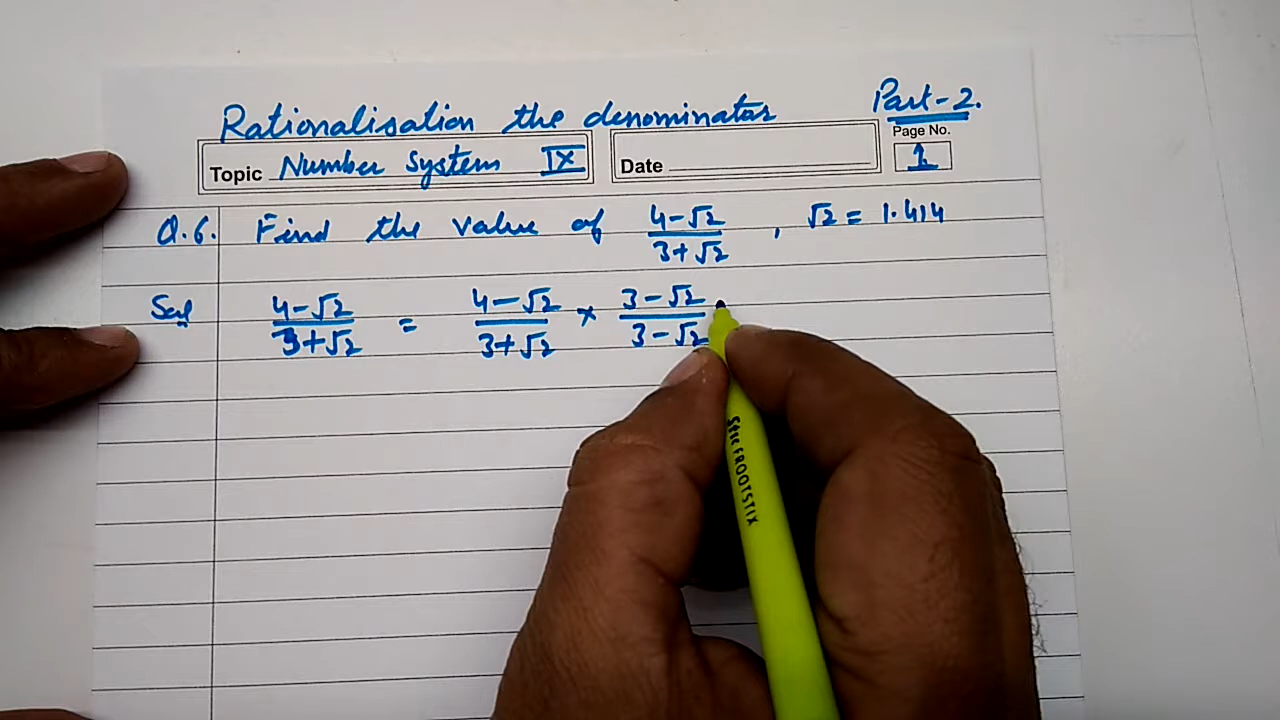 Rationalisation the denominator Part-2.
Topic Number System IX Date Page No. 1
Q.6. Find the value of (4-√2)/(3+√2) , √2 = 1.414
Sol (4-√2)/(3+√2) = (4-√2)/(3+√2) × (3-√2)/(3-√2)
Stic FROOTSTIX